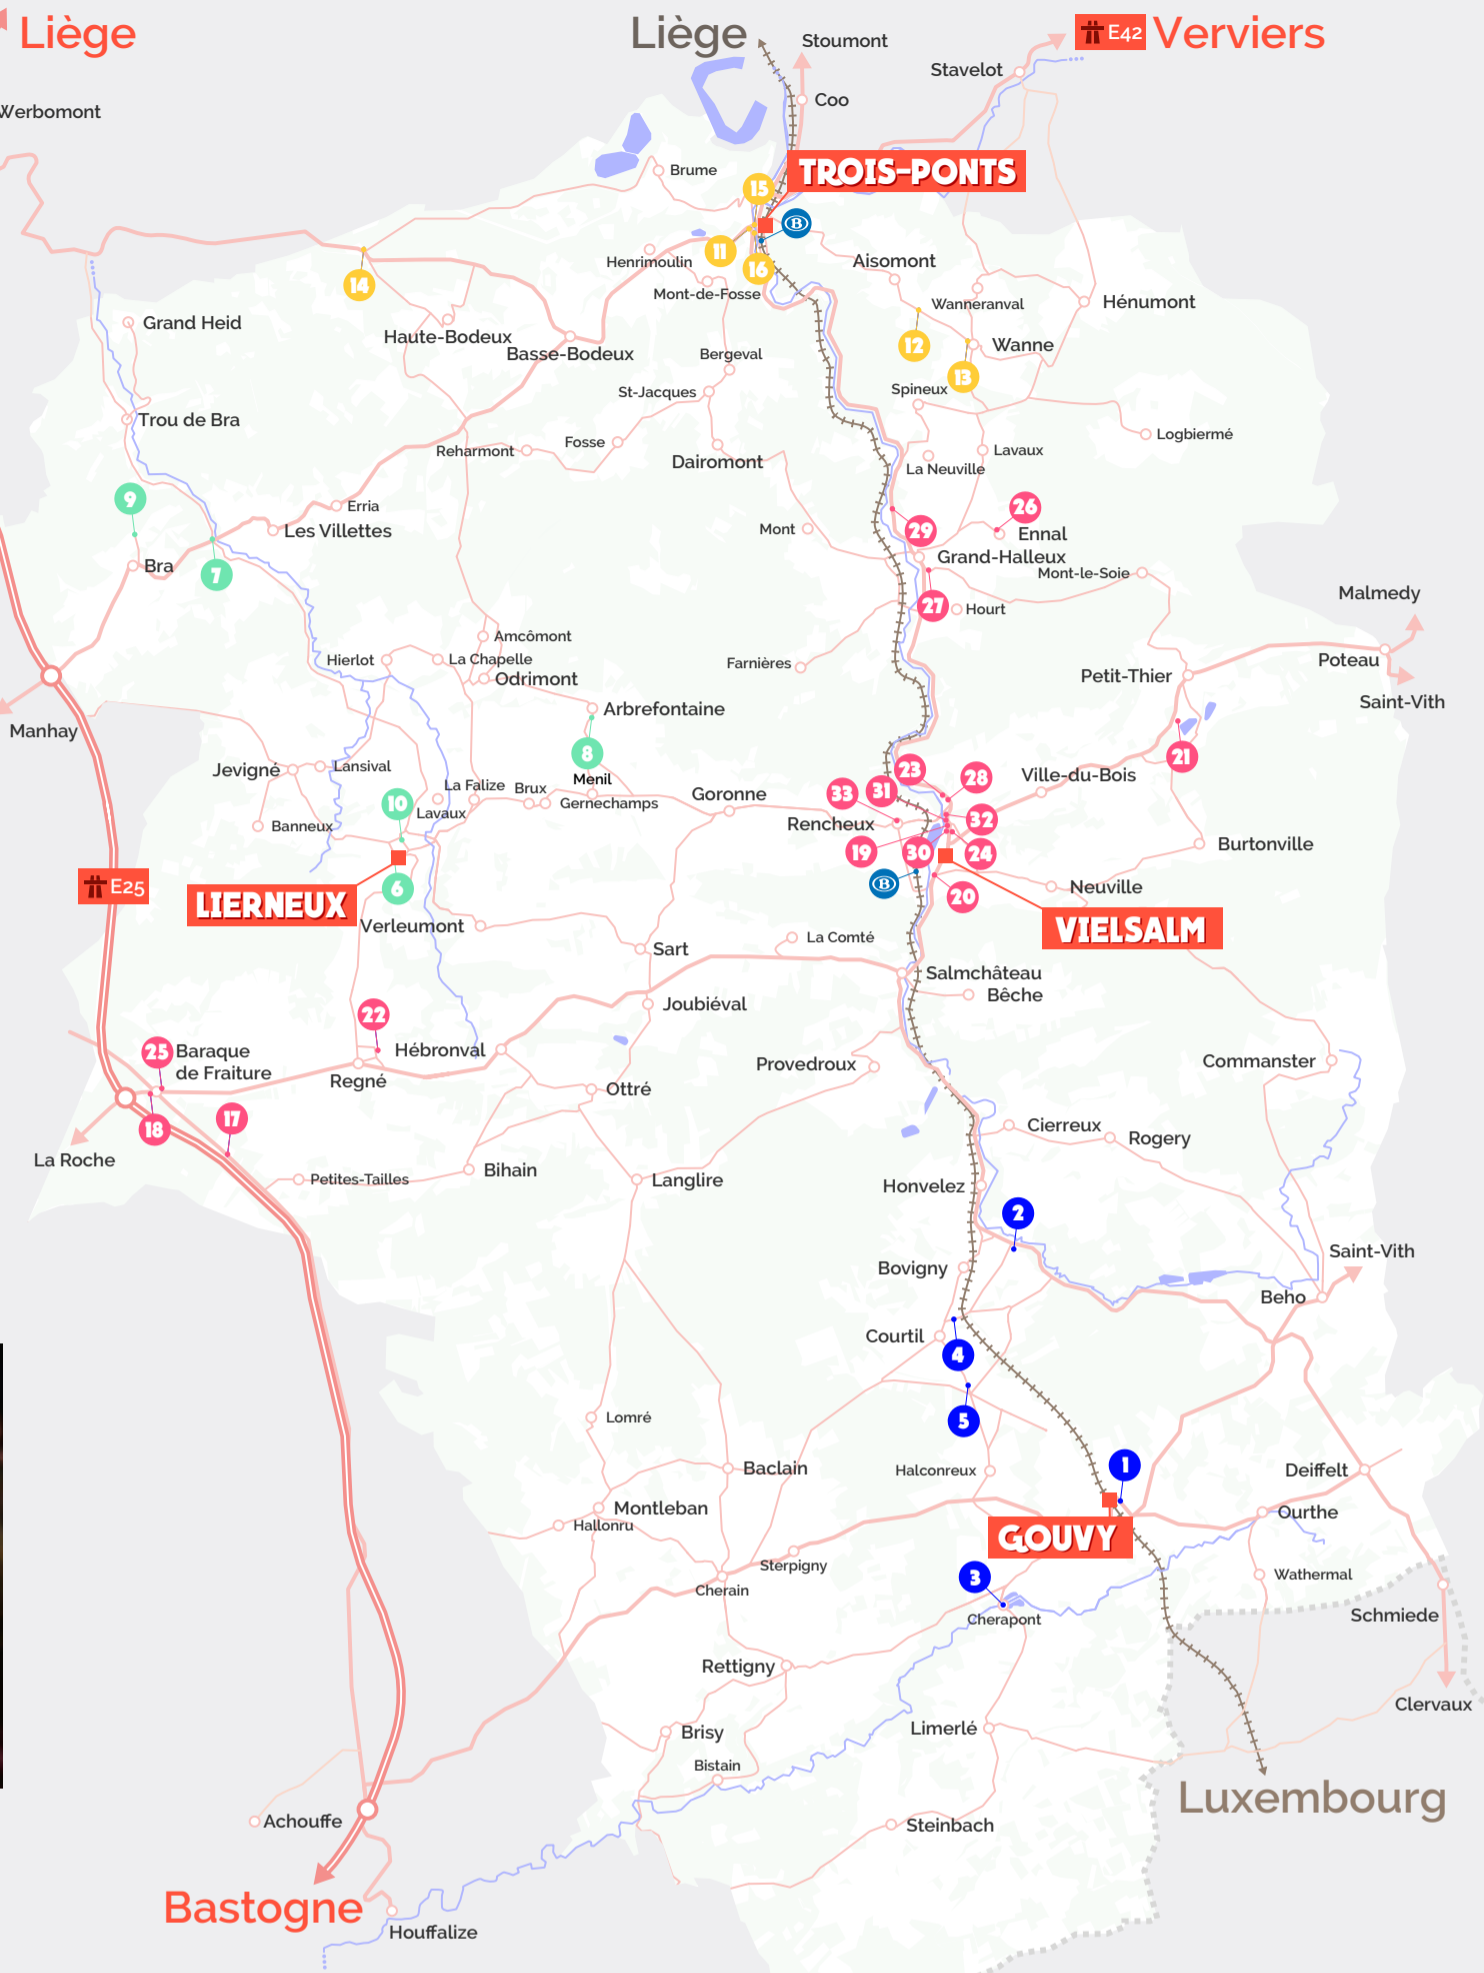 Liège
Liège
E42
Verviers
Stoumont
Stavelot
Coo
Werbomont
Brume
TROIS-PONTS
15
B
11
16
Henrimoulin
Mont-de-Fosse
Aisomont
14
Wanneranval
Hénumont
Grand Heid
Haute-Bodeux
Basse-Bodeux
12
Wanne
Bergeval
13
St-Jacques
Spineux
Trou de Bra
Reharmont
Fosse
Dairomont
Logbiermé
Lavaux
La Neuville
9
Erria
Les Villettes
Mont
29
26
Ennal
Bra
7
Grand-Halleux
Mont-le-Soie
27
Hourt
Malmedy
Amcômont
Hierlot
La Chapelle
Odrimont
Farnières
Petit-Thier
Poteau
Saint-Vith
Manhay
Arbrefontaine
8
Menil
Jevigné
Lansival
La Falize
Brux
Gernechamps
Goronne
23
28
21
Ville-du-Bois
33
31
10
Lavaux
Banneux
Rencheux
32
19
30
24
Burtonville
E25
LIERNEUX
6
B
20
Neuville
Verleumont
VIELSALM
Sart
La Comté
Salmchâteau
Bêche
Joubiéval
22
25
Baraque
de Fraiture
Hébronval
Regné
Provedroux
Commanster
Ottré
18
17
La Roche
Cierreux
Rogery
Petites-Tailles
Bihain
Langlire
Honvelez
2
Bovigny
Saint-Vith
Beho
Courtil
4
5
Lomré
Baclain
Halconreux
1
Deiffelt
Montleban
Hallonru
Ourthe
GOUVY
Sterpigny
Cherain
3
Cherapont
Wathermal
Schmiede
Rettigny
Clervaux
Brisy
Limerlé
Bistain
Luxembourg
Achouffe
Steinbach
Bastogne
Houffalize